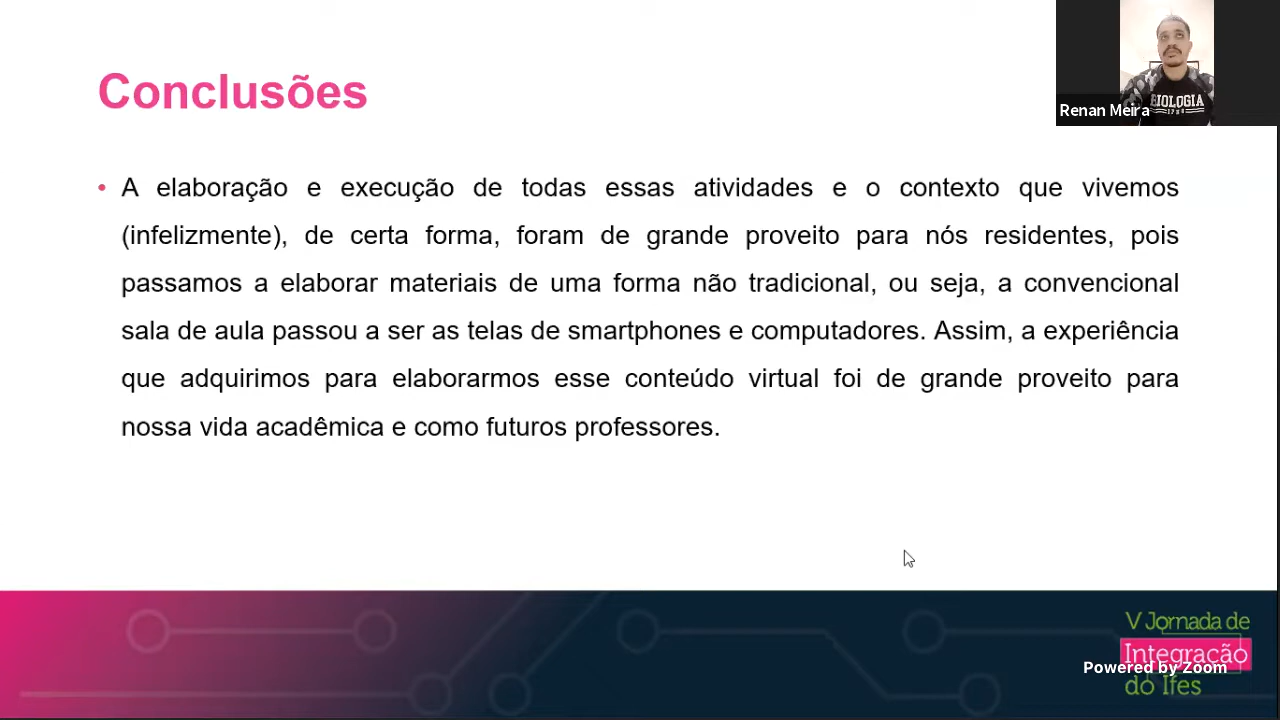 Conclusões
Renan Meira
BIOLOGIA
• A elaboração e execução de todas essas atividades e o contexto que vivemos
(infelizmente), de certa forma, foram de grande proveito para nós residentes, pois
passamos a elaborar materiais de uma forma não tradicional, ou seja, a convencional
sala de aula passou a ser as telas de smartphones e computadores. Assim, a experiência
que adquirimos para elaborarmos esse conteúdo virtual foi de grande proveito para
nossa vida acadêmica e como futuros professores.
V Jornada de
Integração
do Ifes
Powered by Zoom